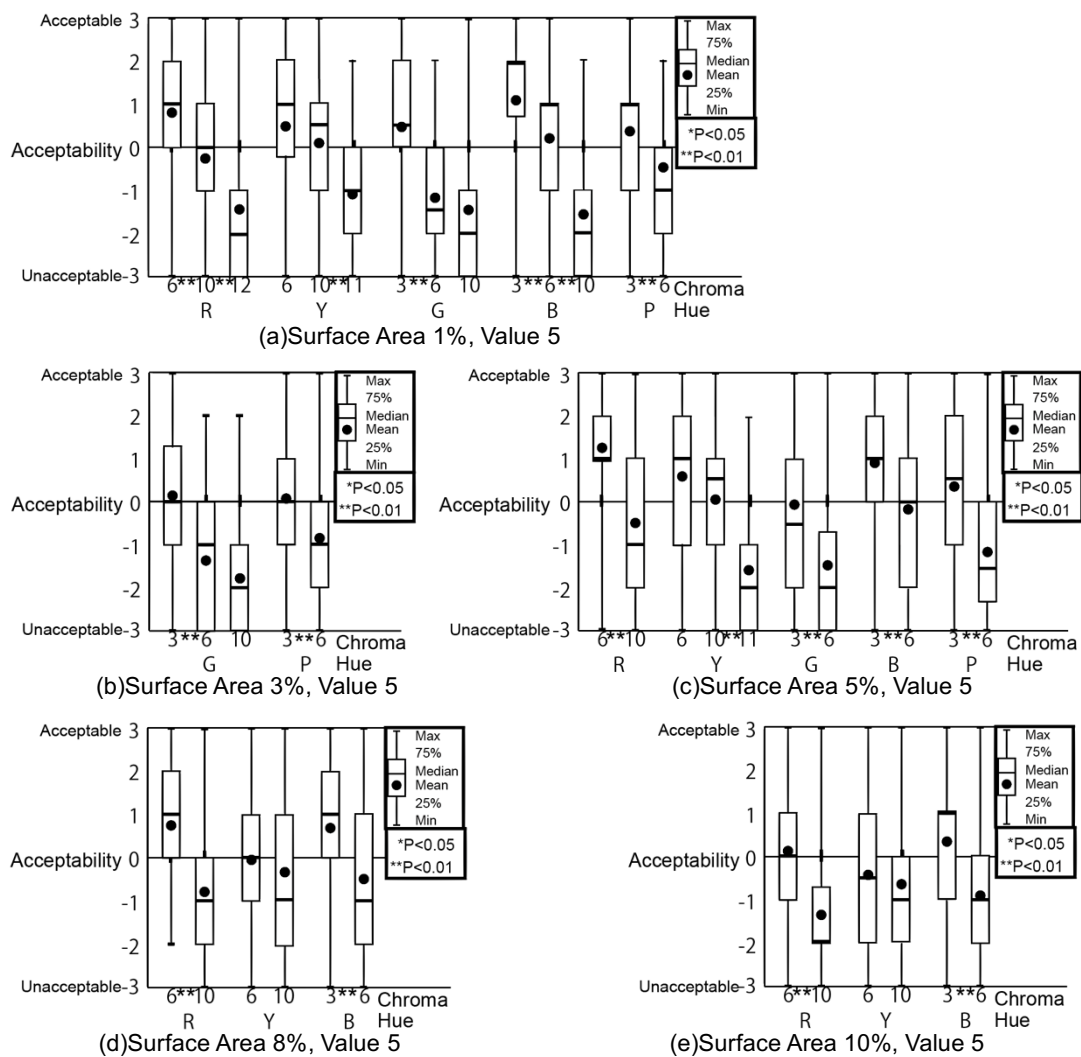 Acceptable 3
2
1
Acceptability 0
-1
-2
Unacceptable -3
Max
75%
Median
Mean
25%
Min
*P<0.05
**P<0.01
6 ** 10 ** 12 6 10 ** 11 3 ** 6 10 3 ** 6 ** 10 3 ** 6 Chroma
R Y G B P Hue
(a)Surface Area 1%, Value 5
Acceptable 3
2
1
Acceptability 0
-1
-2
Unacceptable -3
Max
75%
Median
Mean
25%
Min
*P<0.05
**P<0.01
3 ** 6 10 3 ** 6 Chroma
G P Hue
(b)Surface Area 3%, Value 5
Acceptable 3
2
1
Acceptability 0
-1
-2
Unacceptable -3
Max
75%
Median
Mean
25%
Min
*P<0.05
**P<0.01
6 ** 10 6 10 ** 11 3 ** 6 3 ** 6 3 ** 6 Chroma
R Y G B P Hue
(c)Surface Area 5%, Value 5
Acceptable 3
2
1
Acceptability 0
-1
-2
Unacceptable -3
Max
75%
Median
Mean
25%
Min
*P<0.05
**P<0.01
6 ** 10 6 10 3 ** 6 Chroma
R Y B Hue
(d)Surface Area 8%, Value 5
Acceptable 3
2
1
Acceptability 0
-1
-2
Unacceptable -3
Max
75%
Median
Mean
25%
Min
*P<0.05
**P<0.01
6 ** 10 6 10 3 ** 6 Chroma
R Y B Hue
(e)Surface Area 10%, Value 5